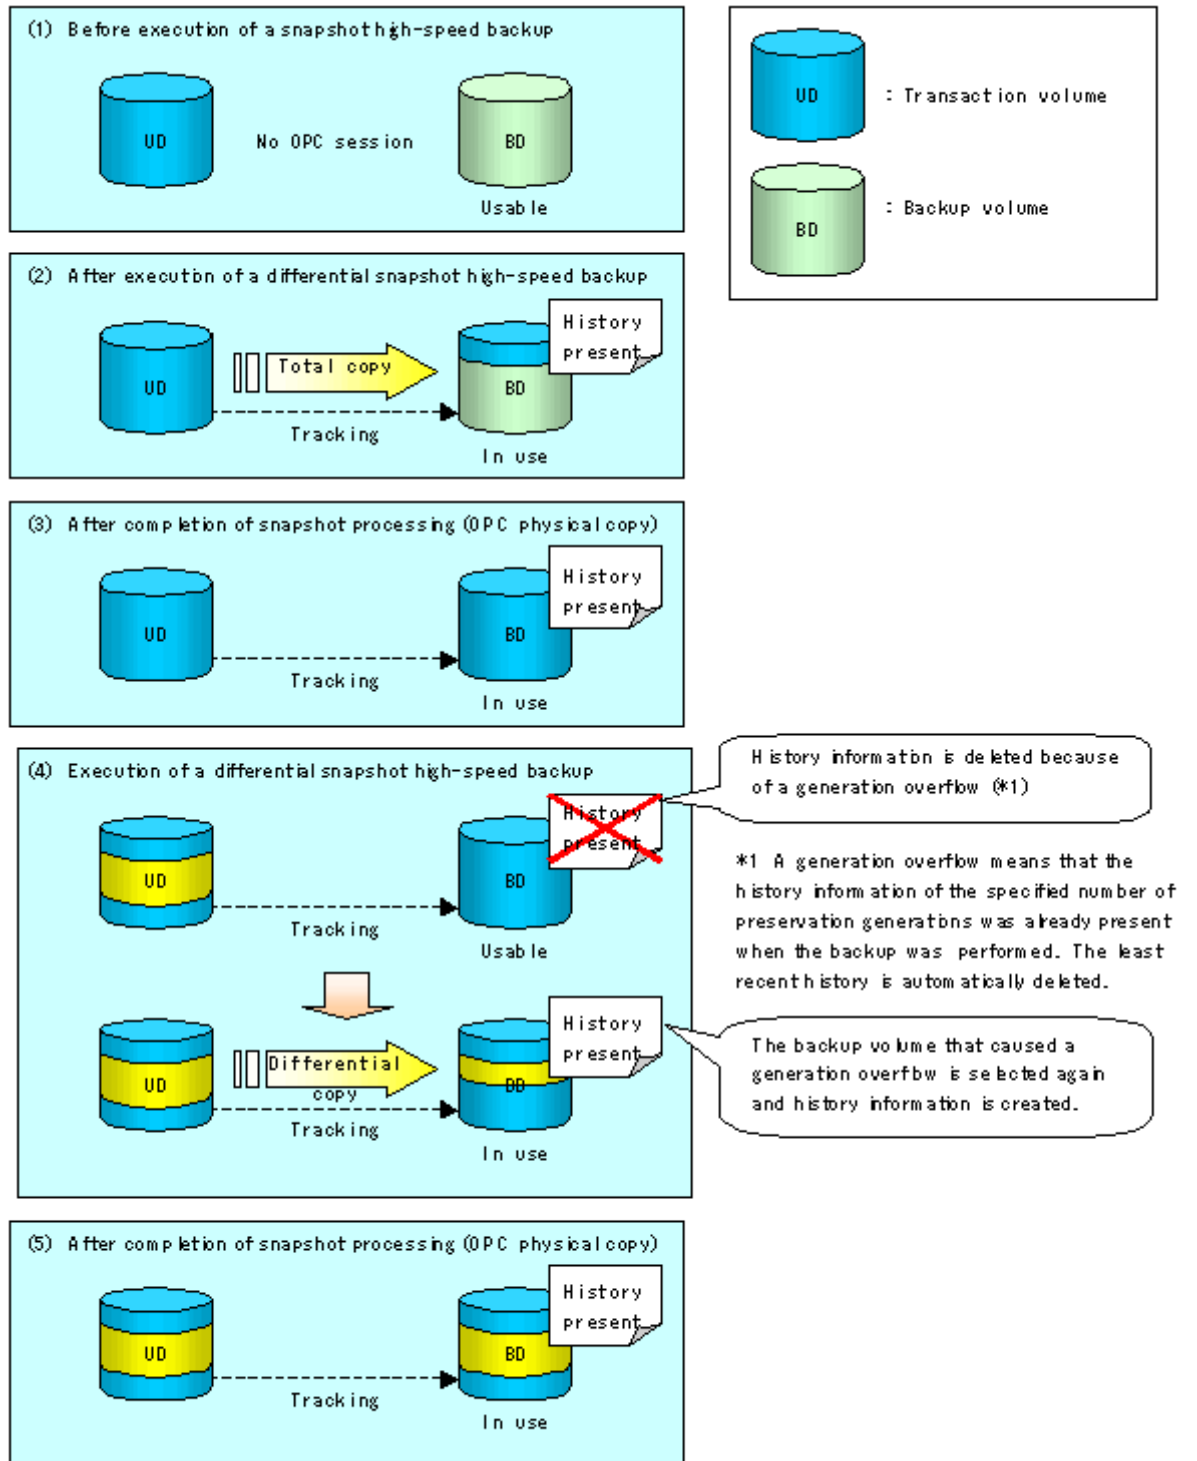 (1) Before execution of a snapshot high-speed backup
UD
No OPC session
BD
Usable
UD
: Transaction volume
BD
: Backup volume
(2) After execution of a differential snapshot high-speed backup
History
present
UD
Total copy
BD
Tracking
In use
(3) After completion of snapshot processing (OPC physical copy)
History
present
UD
BD
Tracking
In use
(4) Execution of a differential snapshot high-speed backup
History
present
UD
BD
Tracking
Usable
History information is deleted because
of a generation overflow (*1)
*1 A generation overflow means that the
history information of the specified number of
preservation generations was already present
when the backup was performed. The least
recent history is automatically deleted.
History
present
UD
Differential
copy
BD
Tracking
In use
The backup volume that caused a
generation overflow is selected again
and history information is created.
(5) After completion of snapshot processing (OPC physical copy)
History
present
UD
BD
Tracking
In use